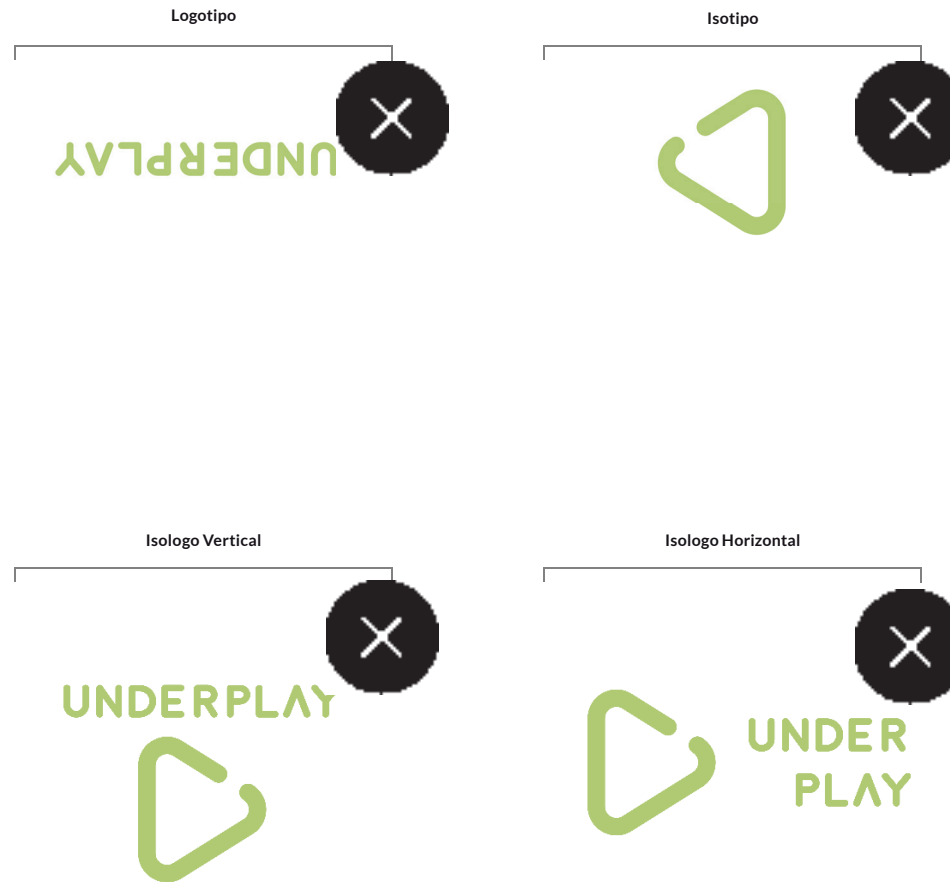 Logotipo
Isotipo
UNDERPLAY
Isologo Vertical
Isologo Horizontal
UNDERPLAY
UNDER
PLAY